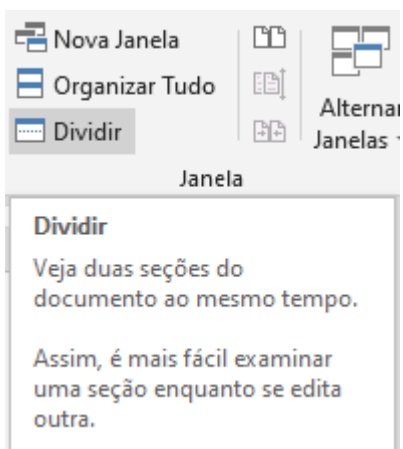 Nova Janela
Organizar Tudo
Dividir
Alternar
Janelas
Janela
Dividir
Veja duas seções do
documento ao mesmo tempo.
Assim, é mais fácil examinar
uma seção enquanto se edita
outra.